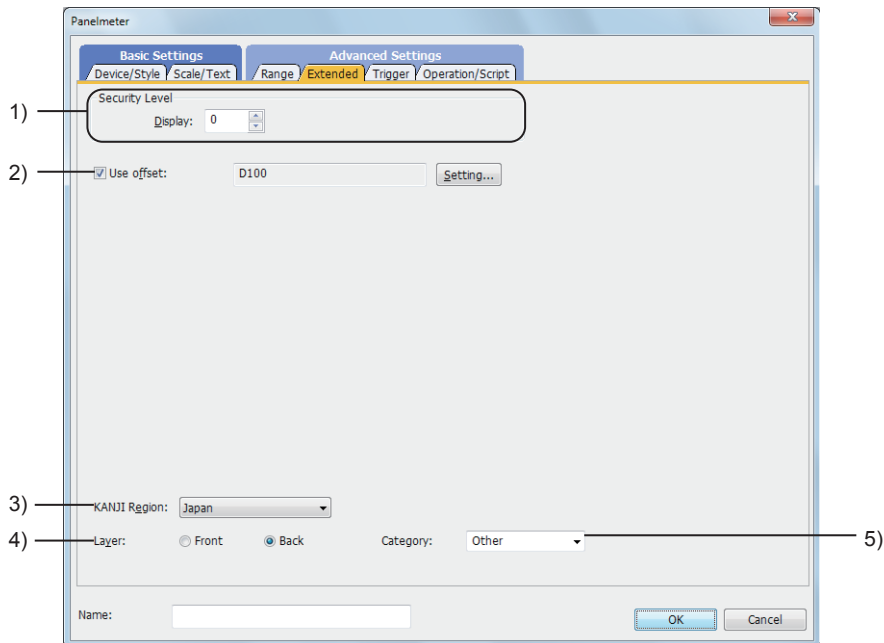 Panelmeter
Basic Settings
Advanced Settings
Device/Style
Scale/Text
Range
Extended
Trigger
Operation/Script
1)
Security Level
Display: 0
2)
Use offset: D100 Setting...
3)
KANJI Region: Japan
4)
Layer: Front Back Category: Other
5)
Name:
OK Cancel